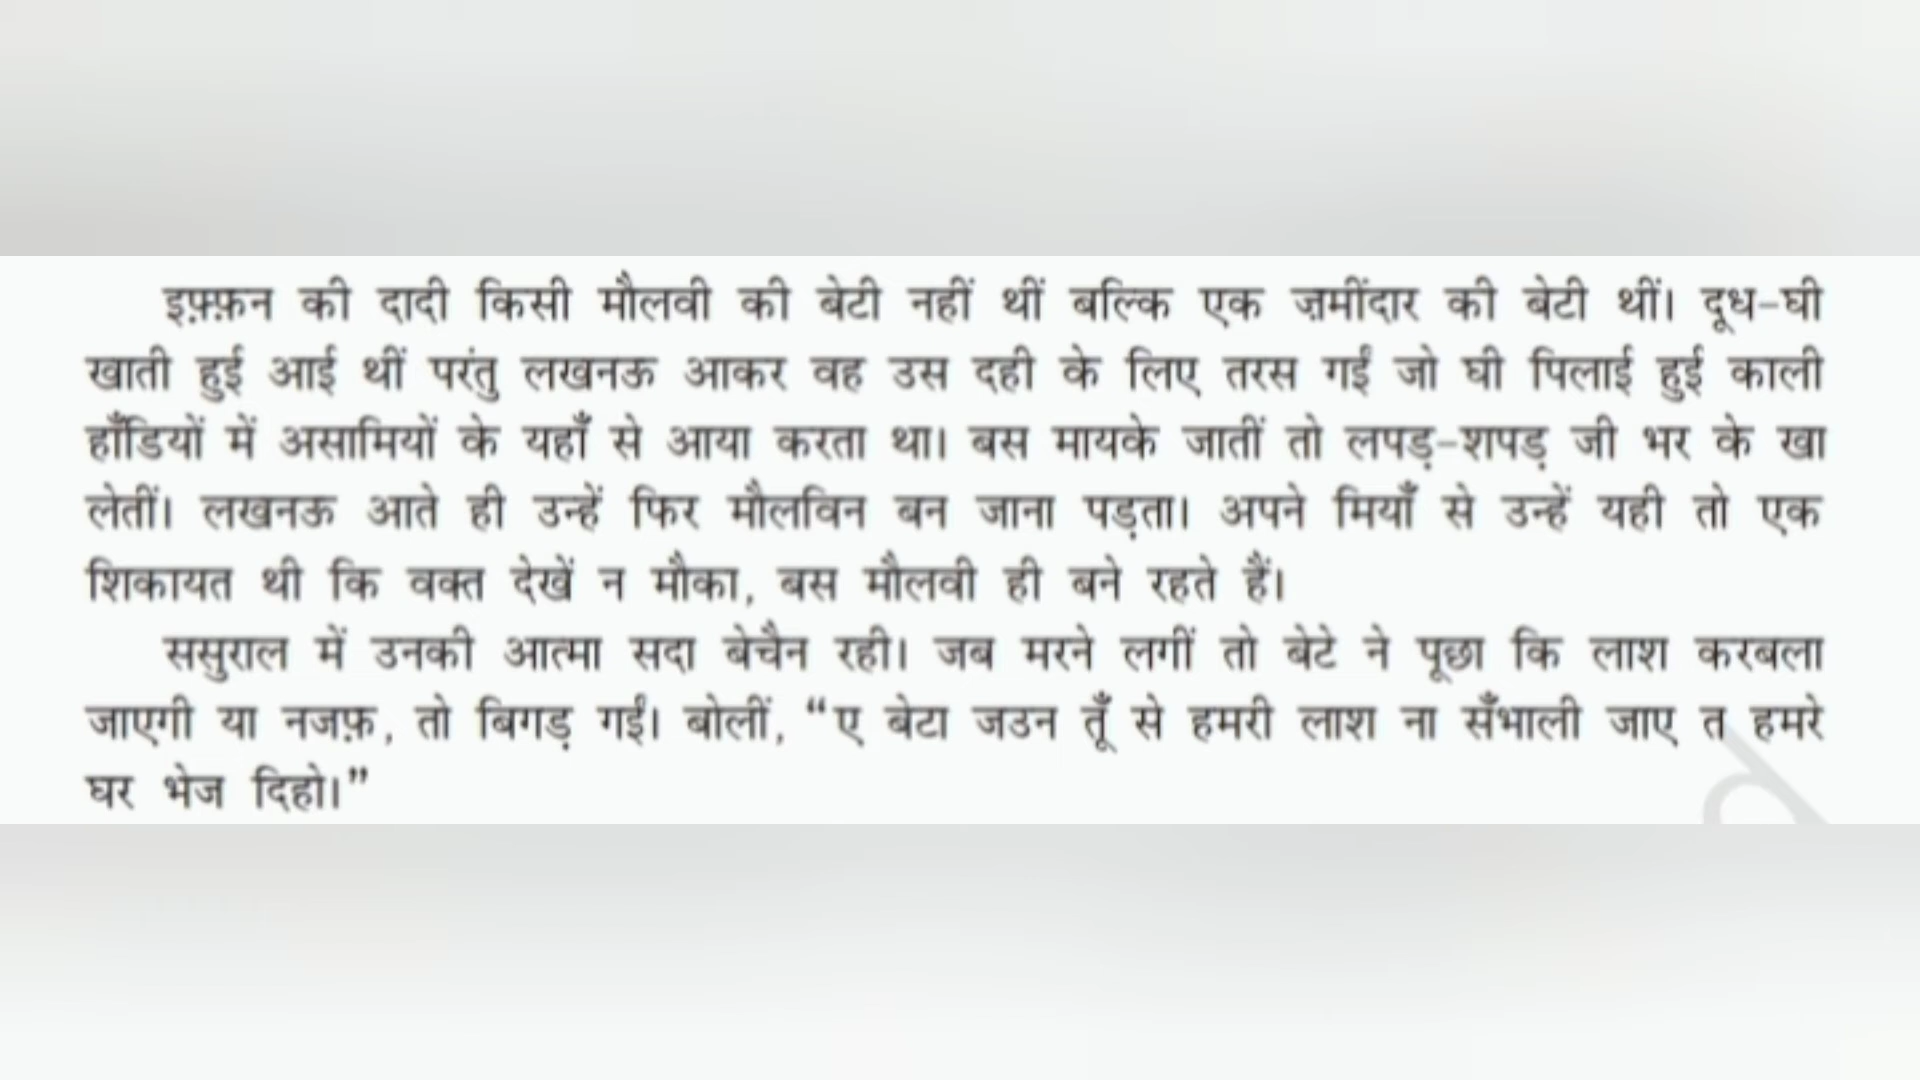 इफ़्फ़न की दादी किसी मौलवी की बेटी नहीं थीं बल्कि एक ज़मींदार की बेटी थीं। दूध-घी
खाती हुई आई थीं परंतु लखनऊ आकर वह उस दही के लिए तरस गईं जो घी पिलाई हुई काली
हाँडियों में असामियों के यहाँ से आया करता था। बस मायके जातीं तो लपड़-शपड़ जी भर के खा
लेतीं। लखनऊ आते ही उन्हें फिर मौलविन बन जाना पड़ता। अपने मियाँ से उन्हें यही तो एक
शिकायत थी कि वक्त देखें न मौका, बस मौलवी ही बने रहते हैं।
ससुराल में उनकी आत्मा सदा बेचैन रही। जब मरने लगीं तो बेटे ने पूछा कि लाश करबला
जाएगी या नजफ़, तो बिगड़ गईं। बोलीं, “ए बेटा जउन तूँ से हमरी लाश ना सँभाली जाए त हमरे
घर भेज दिहो।”